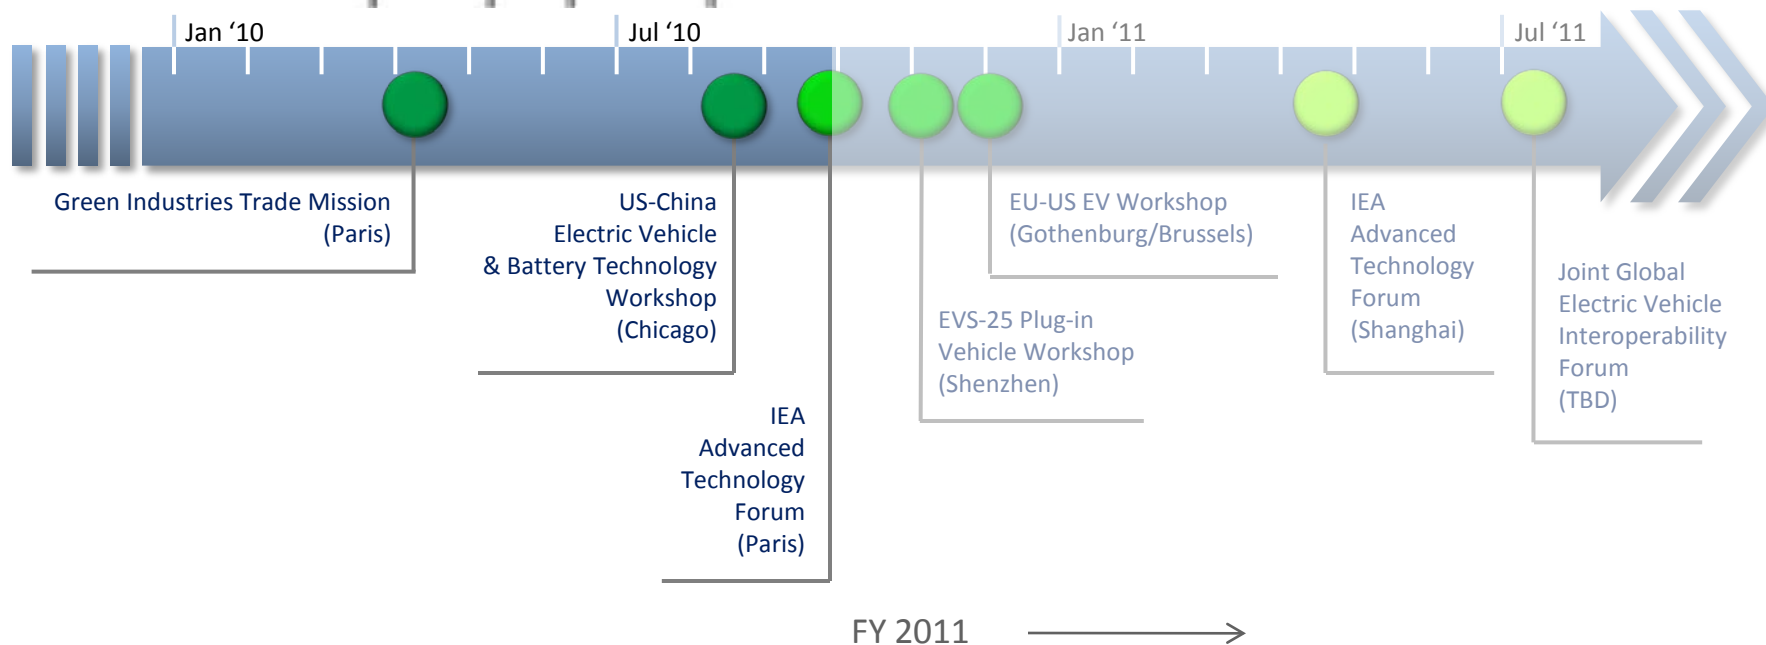 Jan ‘10
Jul ‘10
Jan ‘11
Jul ‘11
Green Industries Trade Mission
(Paris)
US-China
Electric Vehicle
& Battery Technology
Workshop
(Chicago)
IEA
Advanced
Technology
Forum
(Paris)
EVS-25 Plug-in
Vehicle Workshop
(Shenzhen)
EU-US EV Workshop
(Gothenburg/Brussels)
IEA
Advanced
Technology
Forum
(Shanghai)
Joint Global
Electric Vehicle
Interoperability
Forum
(TBD)
FY 2011